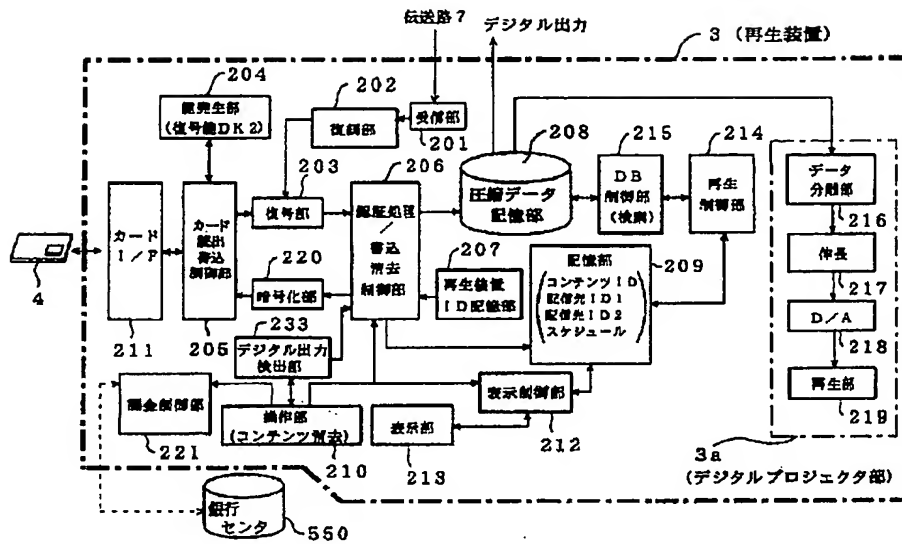 伝送路7
デジタル出力
3(再生装置)
204
鍵発生部
(復号鍵DK2)
202
復調部
受信部
201
203
復号部
206
認証処理
/
書込
消去
制御部
208
圧縮データ
記憶部
215
DB
制御部
(検索)
214
再生
制御部
データ
分離部
216
伸長
217
D/A
218
再生部
219
3a
(デジタルプロジェクタ部)
4
カード
I/F
211
カード
読出
書込
制御部
205
220
暗号化部
207
再生装置
ID記憶部
記憶部
コンテンツID
配信先ID1
配信先ID2
スケジュール
209
233
デジタル出力
検出部
課金制御部
221
操作部
(コンテンツ消去)
210
表示部
213
表示制御部
212
銀行
センタ
550